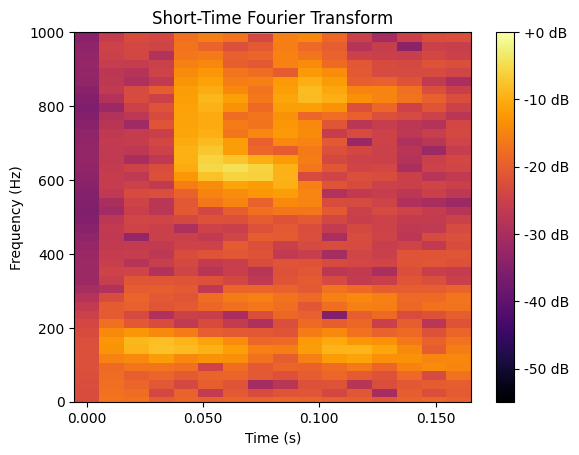 Short-Time Fourier Transform
1000
800
600
400
200
0
Frequency (Hz)
0.000
0.050
0.100
0.150
Time (s)
+0 dB
-10 dB
-20 dB
-30 dB
-40 dB
-50 dB